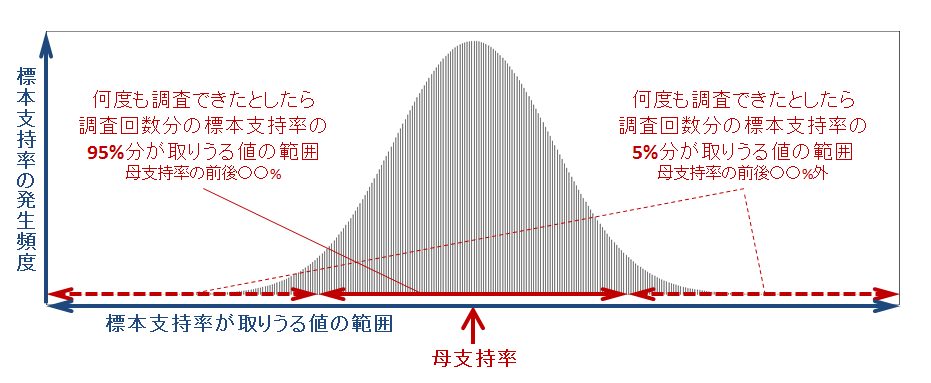 標本支持率の発生頻度
何度も調査できたとしたら
調査回数分の標本支持率の
95%分が取りうる値の範囲
母支持率の前後〇〇%
何度も調査できたとしたら
調査回数分の標本支持率の
5%分が取りうる値の範囲
母支持率の前後〇〇%外
標本支持率が取りうる値の範囲
母支持率